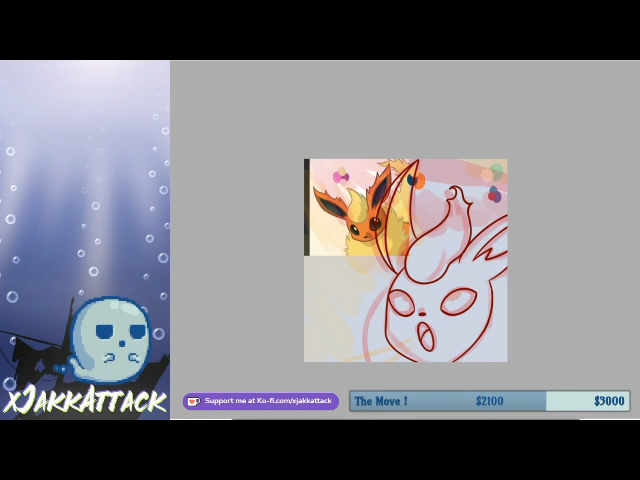 xJakkAttack
Support me at Ko-fi.com/xjakkattack
The Move ! $2100 $3000